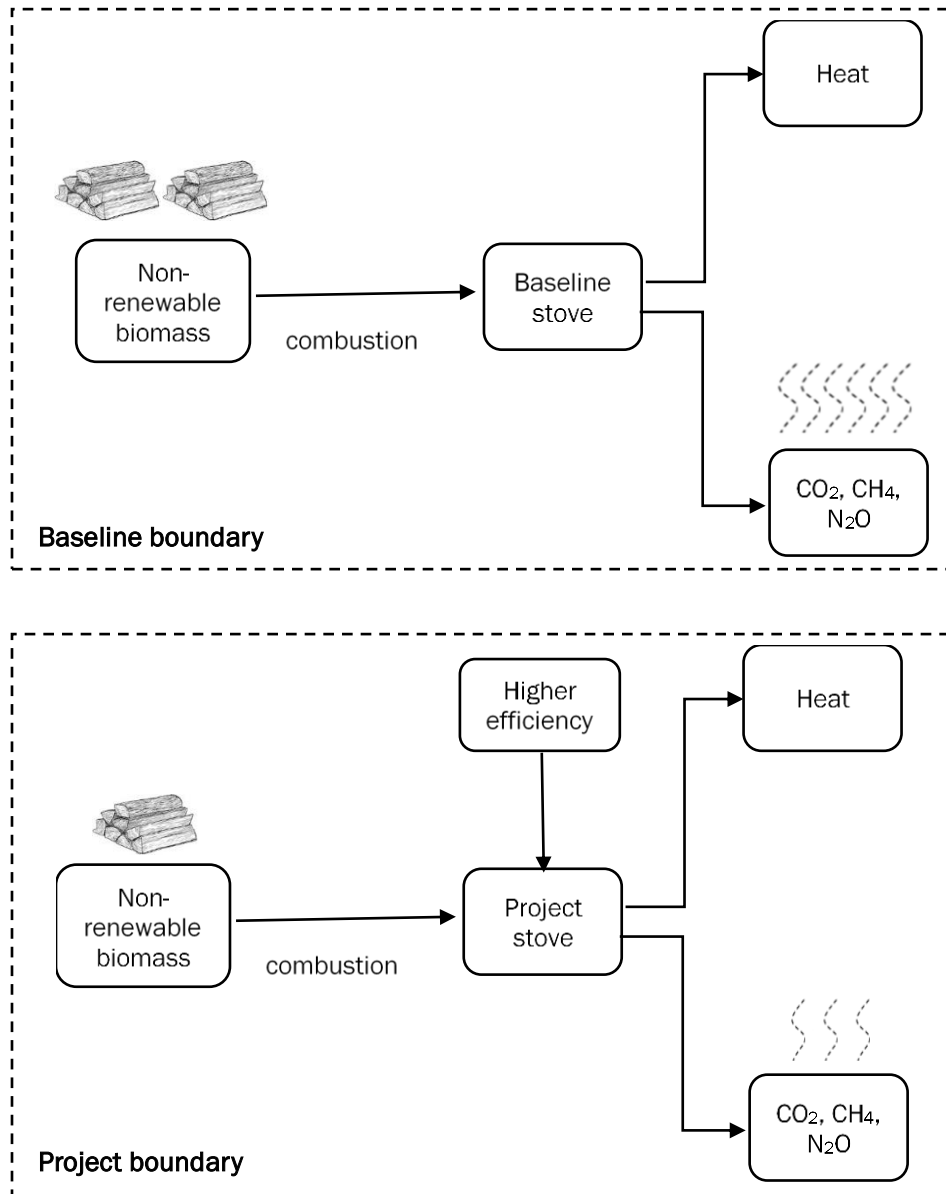 Heat
Non-
renewable
biomass
combustion
Baseline
stove
CO₂, CH₄,
N₂O
Baseline boundary
Higher
efficiency
Heat
Non-
renewable
biomass
combustion
Project
stove
CO₂, CH₄,
N₂O
Project boundary